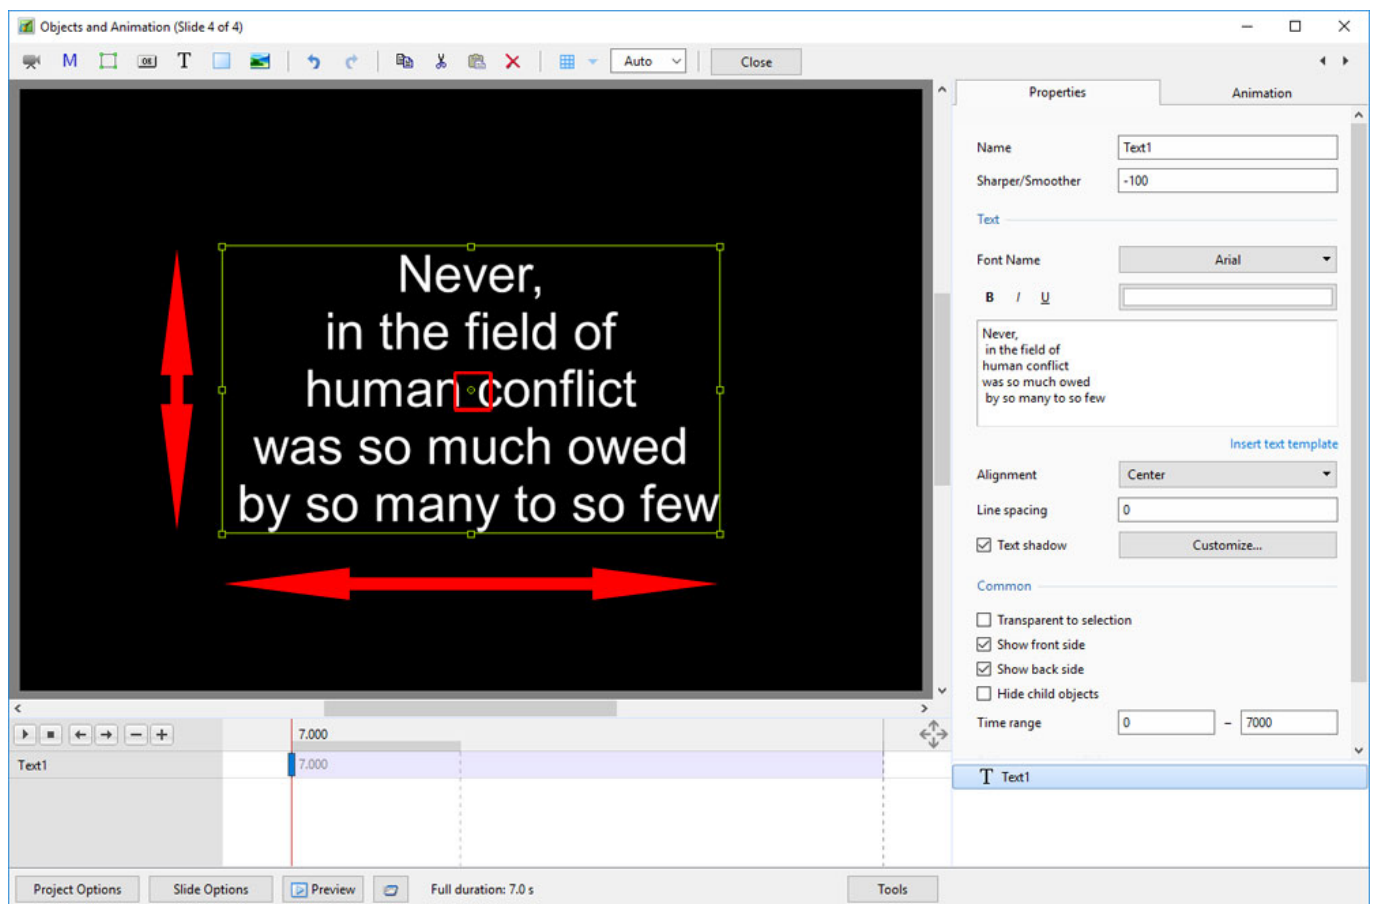 Objects and Animation (Slide 4 of 4)
M OK T Auto Close
Properties Animation
Name Text1
Sharper/Smoother -100
Text
Font Name Arial
B I U
Never,
in the field of
human conflict
was so much owed
by so many to so few
Insert text template
Alignment Center
Line spacing 0
Text shadow Customize...
Common
Transparent to selection
Show front side
Show back side
Hide child objects
Time range 0 – 7000
T Text1
Never,
in the field of
human conflict
was so much owed
by so many to so few
7.000
Text1 7.000
Project Options Slide Options Preview Full duration: 7.0 s Tools